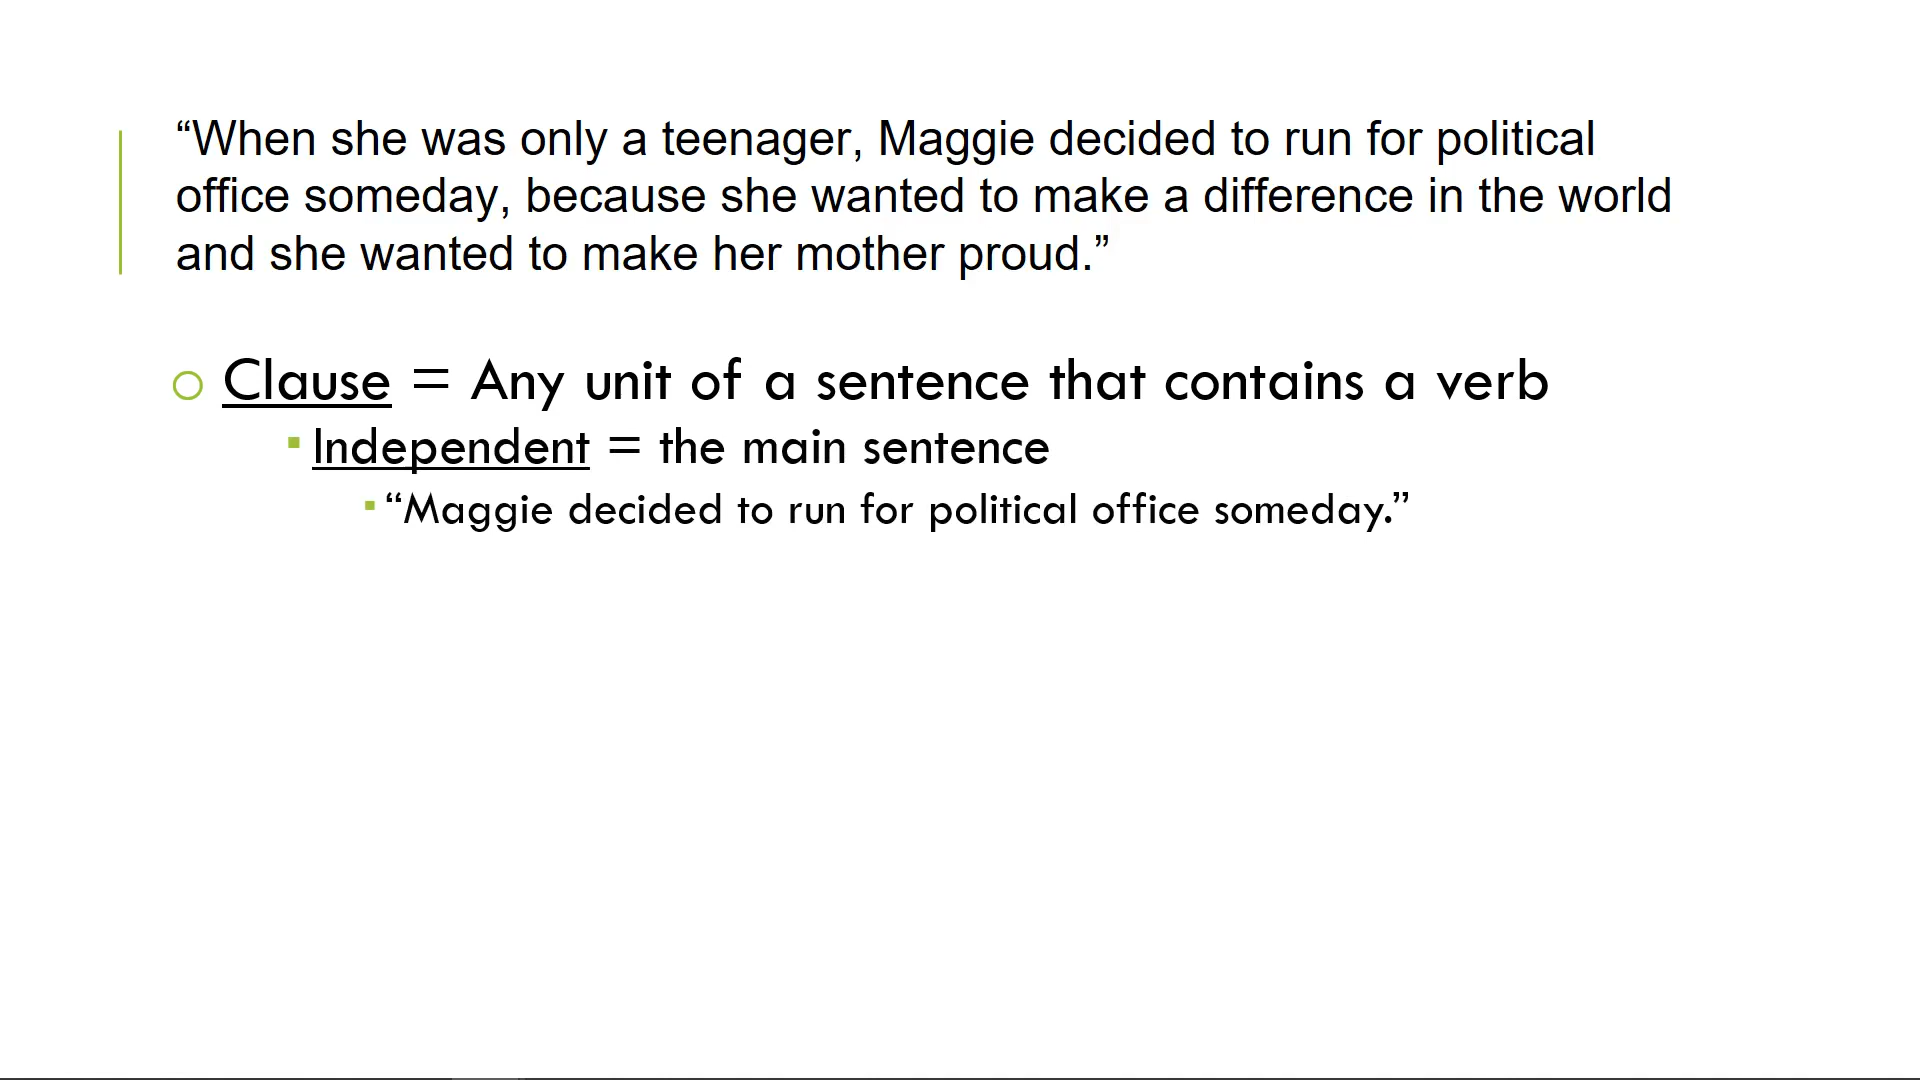 “When she was only a teenager, Maggie decided to run for political
office someday, because she wanted to make a difference in the world
and she wanted to make her mother proud.”
Clause = Any unit of a sentence that contains a verb
Independent = the main sentence
“Maggie decided to run for political office someday.”